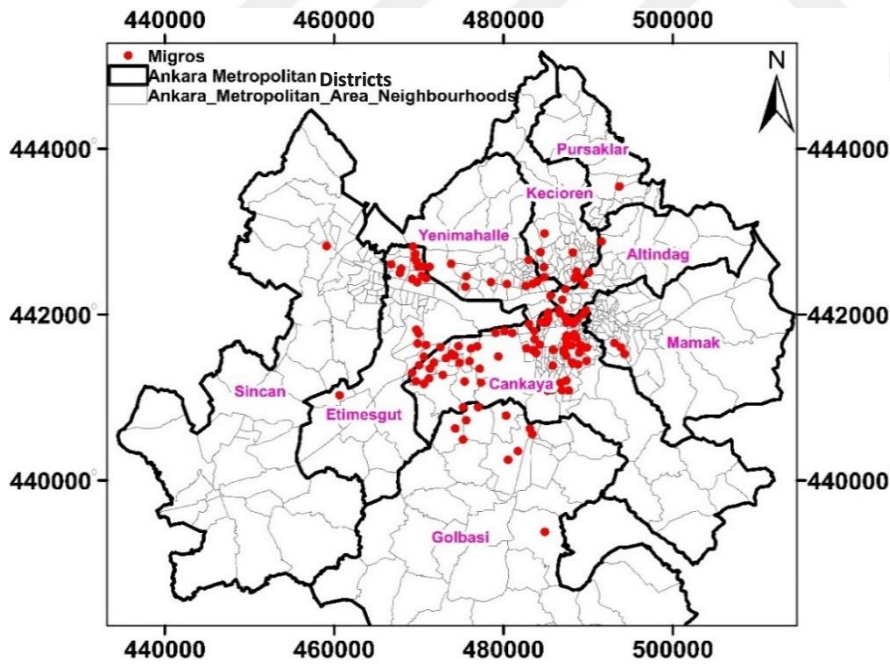 440000 460000 480000 500000
Migros
Ankara Metropolitan Districts
Ankara_Metropolitan_Area_Neighbourhoods
N
444000 444000
Pursaklar
Kecioren
Yenimahalle
Altindag
442000 442000
Mamak
Sincan
Cankaya
Etimesgut
440000 440000
Golbasi
440000 460000 480000 500000